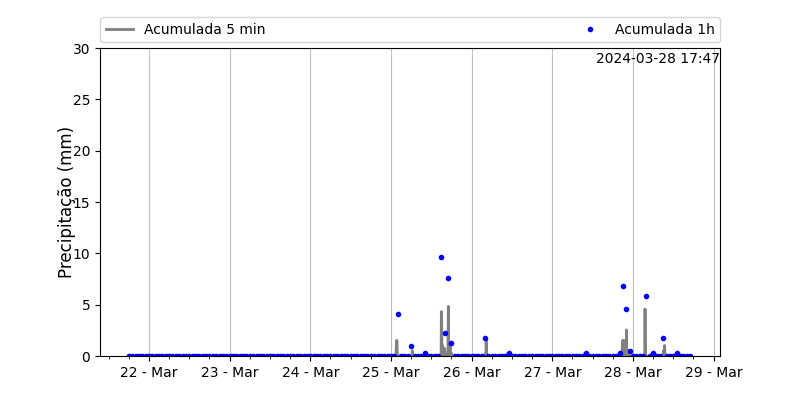 Acumulada 5 min
Acumulada 1h
2024-03-28 17:47
Precipitação (mm)
30
25
20
15
10
5
0
22 - Mar 23 - Mar 24 - Mar 25 - Mar 26 - Mar 27 - Mar 28 - Mar 29 - Mar